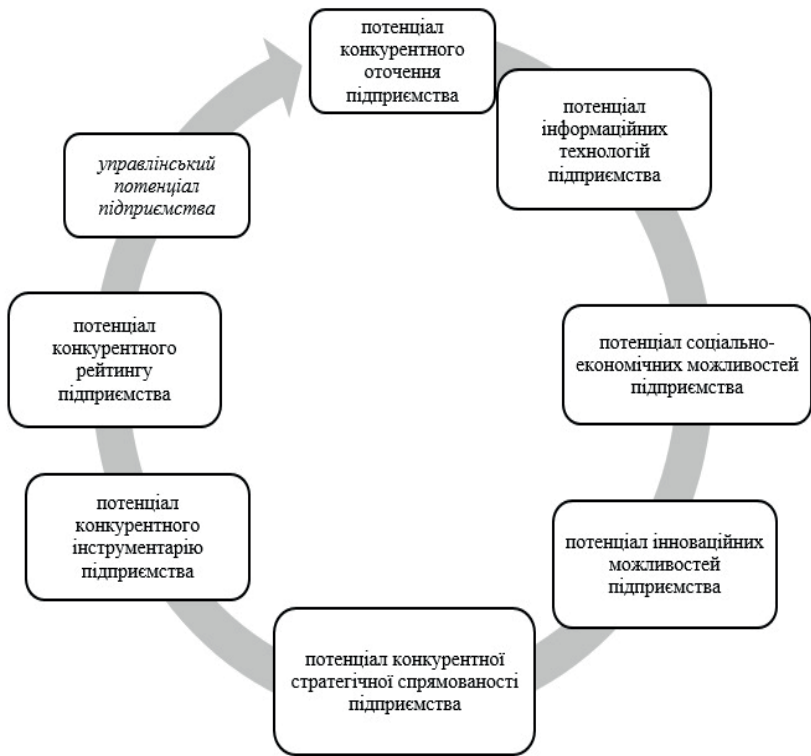 потенціал
конкурентного
оточення
підприємства
потенціал
інформаційних
технологій
підприємства
потенціал соціально-
економічних можливостей
підприємства
потенціал інноваційних
можливостей
підприємства
потенціал конкурентної
стратегічної спрямованості
підприємства
потенціал
конкурентного
інструментарію
підприємства
потенціал
конкурентного
рейтингу
підприємства
управлінський
потенціал
підприємства